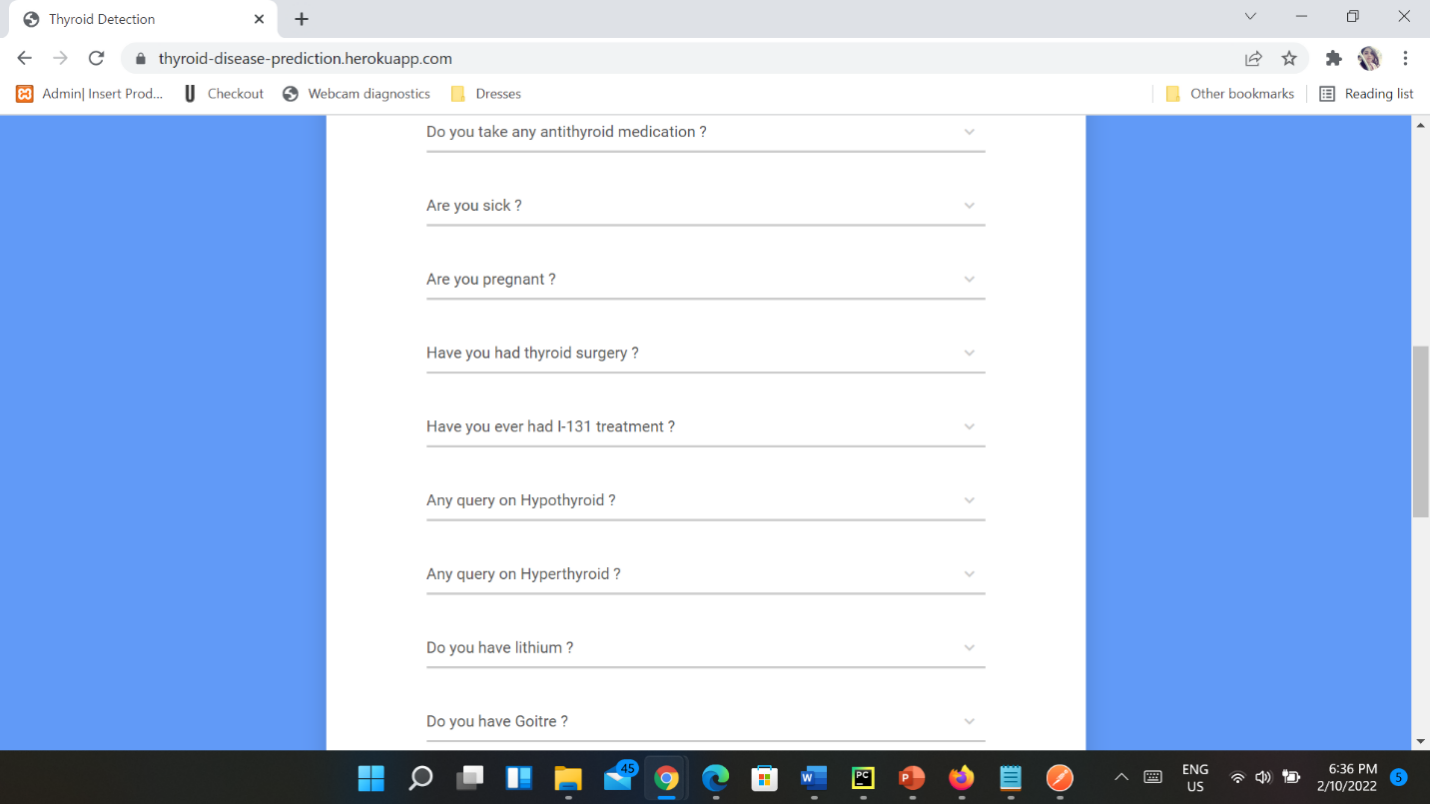 Thyroid Detection
thyroid-disease-prediction.herokuapp.com
Admin| Insert Prod... Checkout Webcam diagnostics Dresses Other bookmarks Reading list
Do you take any antithyroid medication ?
Are you sick ?
Are you pregnant ?
Have you had thyroid surgery ?
Have you ever had I-131 treatment ?
Any query on Hypothyroid ?
Any query on Hyperthyroid ?
Do you have lithium ?
Do you have Goitre ?
45
W
PC
P
ENG
US
6:36 PM
2/10/2022
5